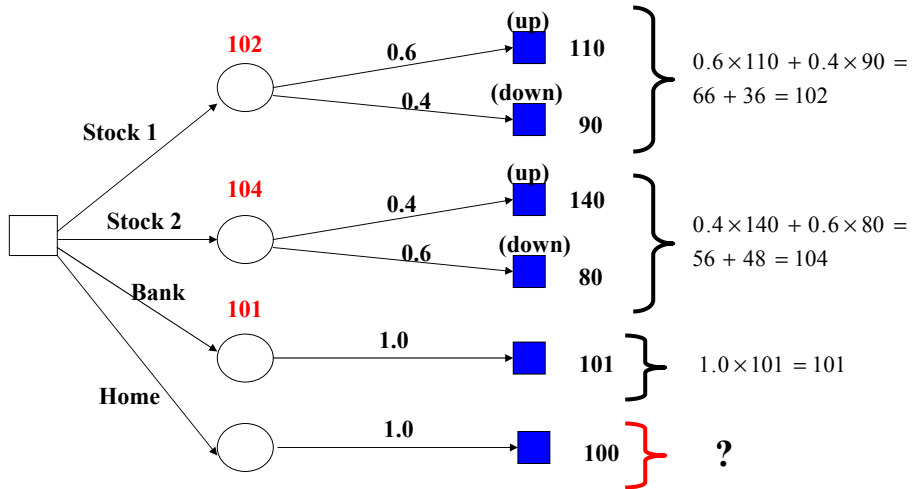 (up)
102
0.6
110
0.6 × 110 + 0.4 × 90 =
66 + 36 = 102
0.4
(down)
90
Stock 1
(up)
104
0.4
140
0.4 × 140 + 0.6 × 80 =
56 + 48 = 104
Stock 2
0.6
(down)
80
Bank
101
1.0
101
1.0 × 101 = 101
Home
1.0
100
?